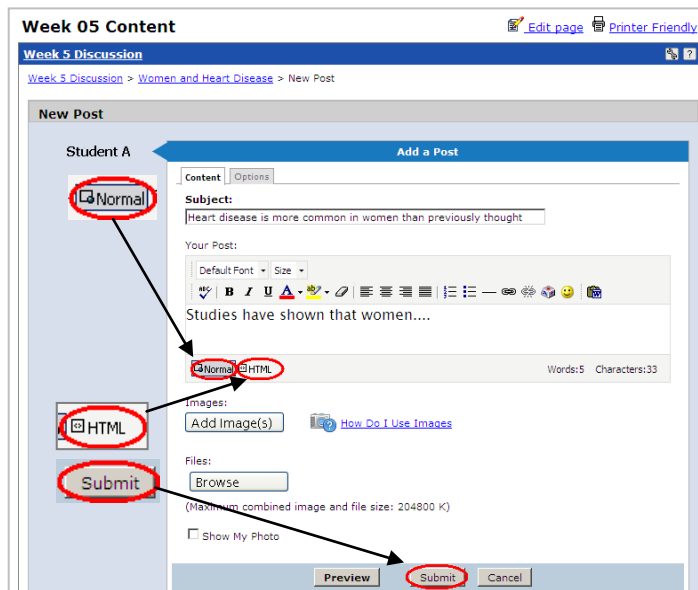 Week 05 Content
Edit page Printer Friendly
Week 5 Discussion
?
Week 5 Discussion > Women and Heart Disease > New Post
New Post
Student A
Add a Post
Content Options
Normal
Subject:
Heart disease is more common in women than previously thought
Your Post:
Default Font Size
ABC B I U A ab
Studies have shown that women....
Normal HTML Words:5 Characters:33
Images:
HTML
Add Image(s) ? How Do I Use Images
Files:
Submit
Browse
(Maximum combined image and file size: 204800 K)
Show My Photo
Preview Submit Cancel